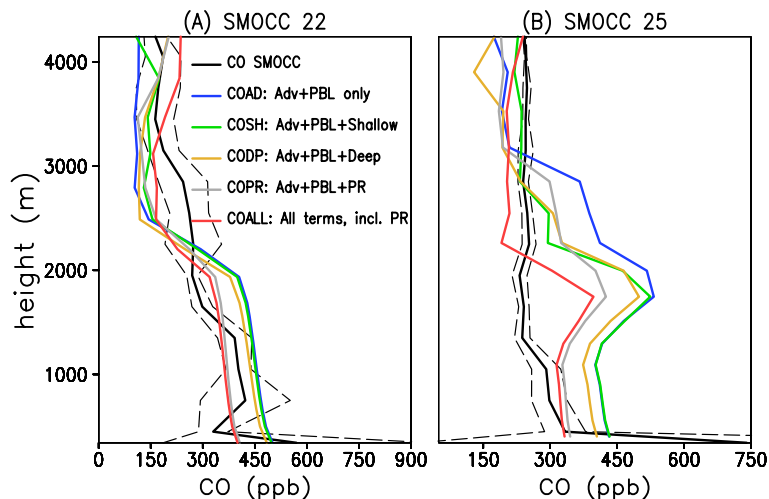 (A) SMOCC 22
(B) SMOCC 25
4000
3000
2000
1000
height (m)
CO SMOCC
COAD: Adv+PBL only
COSH: Adv+PBL+Shallow
CODP: Adv+PBL+Deep
COPR: Adv+PBL+PR
COALL: All terms, incl. PR
0 150 300 450 600 750 900
150 300 450 600 750
CO (ppb)
CO (ppb)